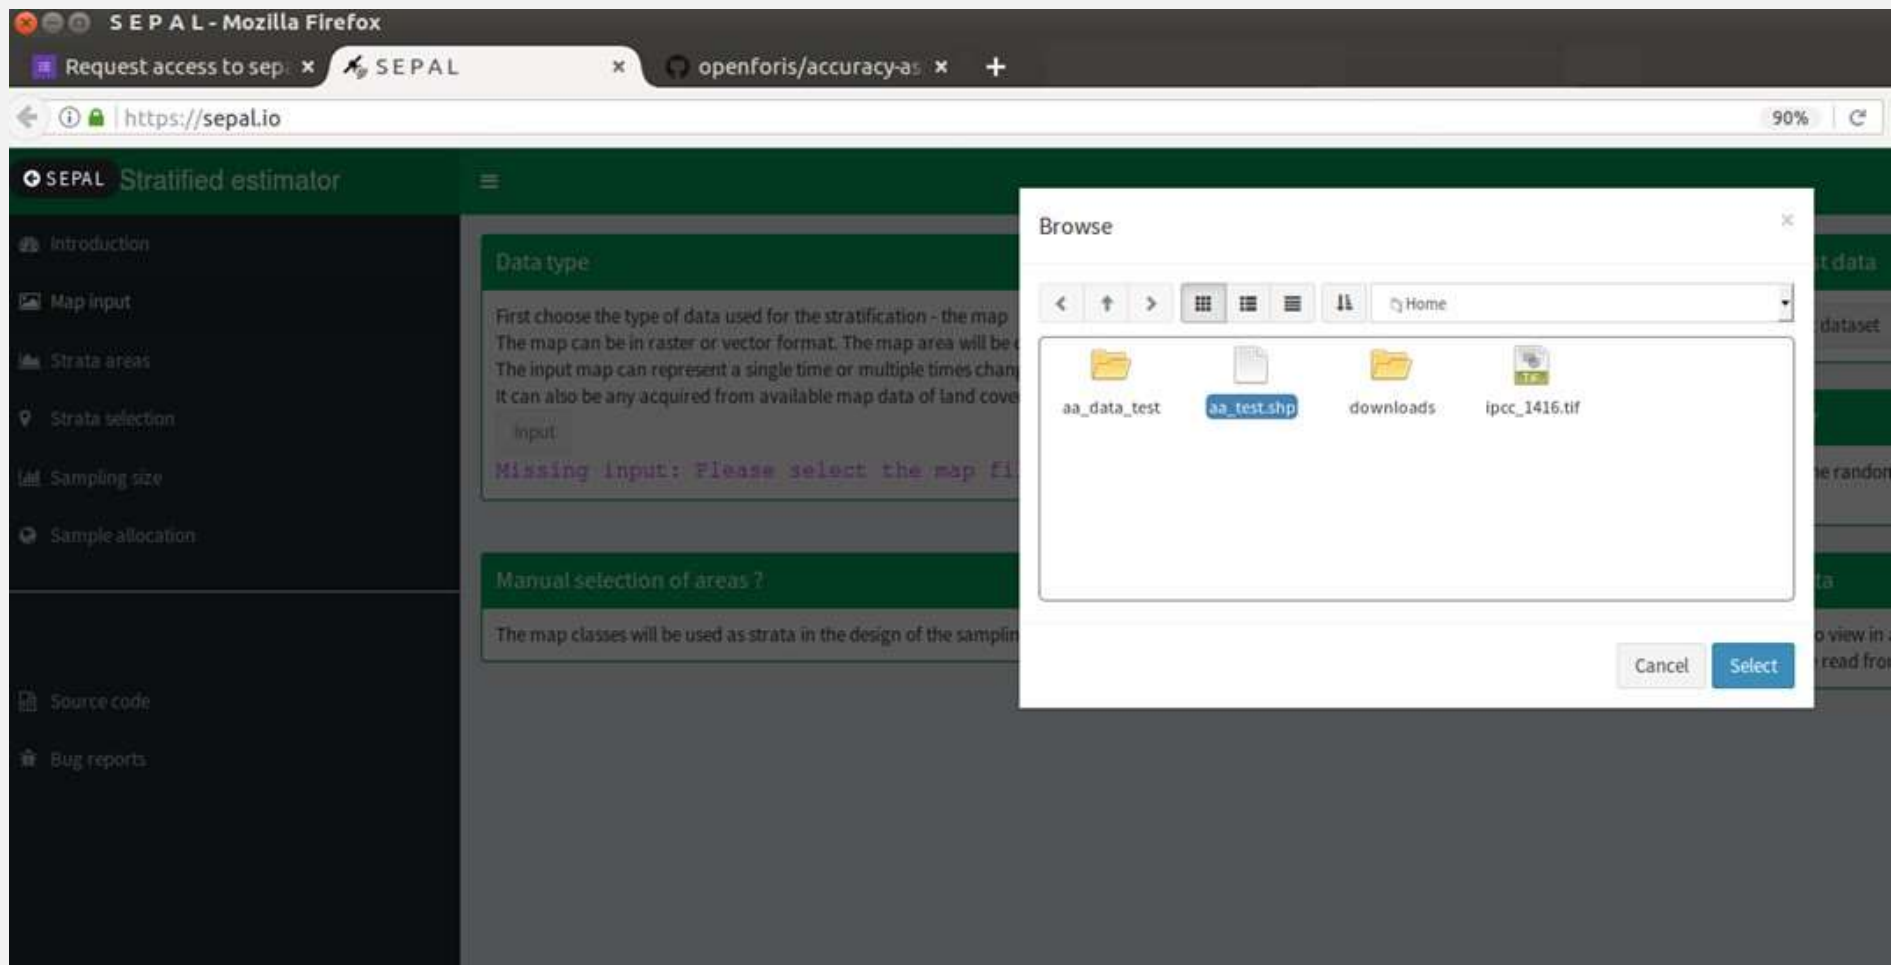 S E P A L - Mozilla Firefox
Request access to sep
S E P A L
openforis/accuracy-as
https://sepal.io
90%
SEPAL Stratified estimator
Introduction
Map input
Strata areas
Strata selection
Sampling size
Sample allocation
Source code
Bug reports
Data type
First choose the type of data used for the stratification - the map
The map can be in raster or vector format. The map area will be
The input map can represent a single time or multiple times chan
It can also be any acquired from available map data of land cove
Input
Missing input: Please select the map fi
Manual selection of areas ?
The map classes will be used as strata in the design of the samplin
Browse
Home
aa_data_test
aa_test.shp
downloads
ipcc_1416.tif
Cancel
Select
st data
dataset
he random
ta
o view in
read fro